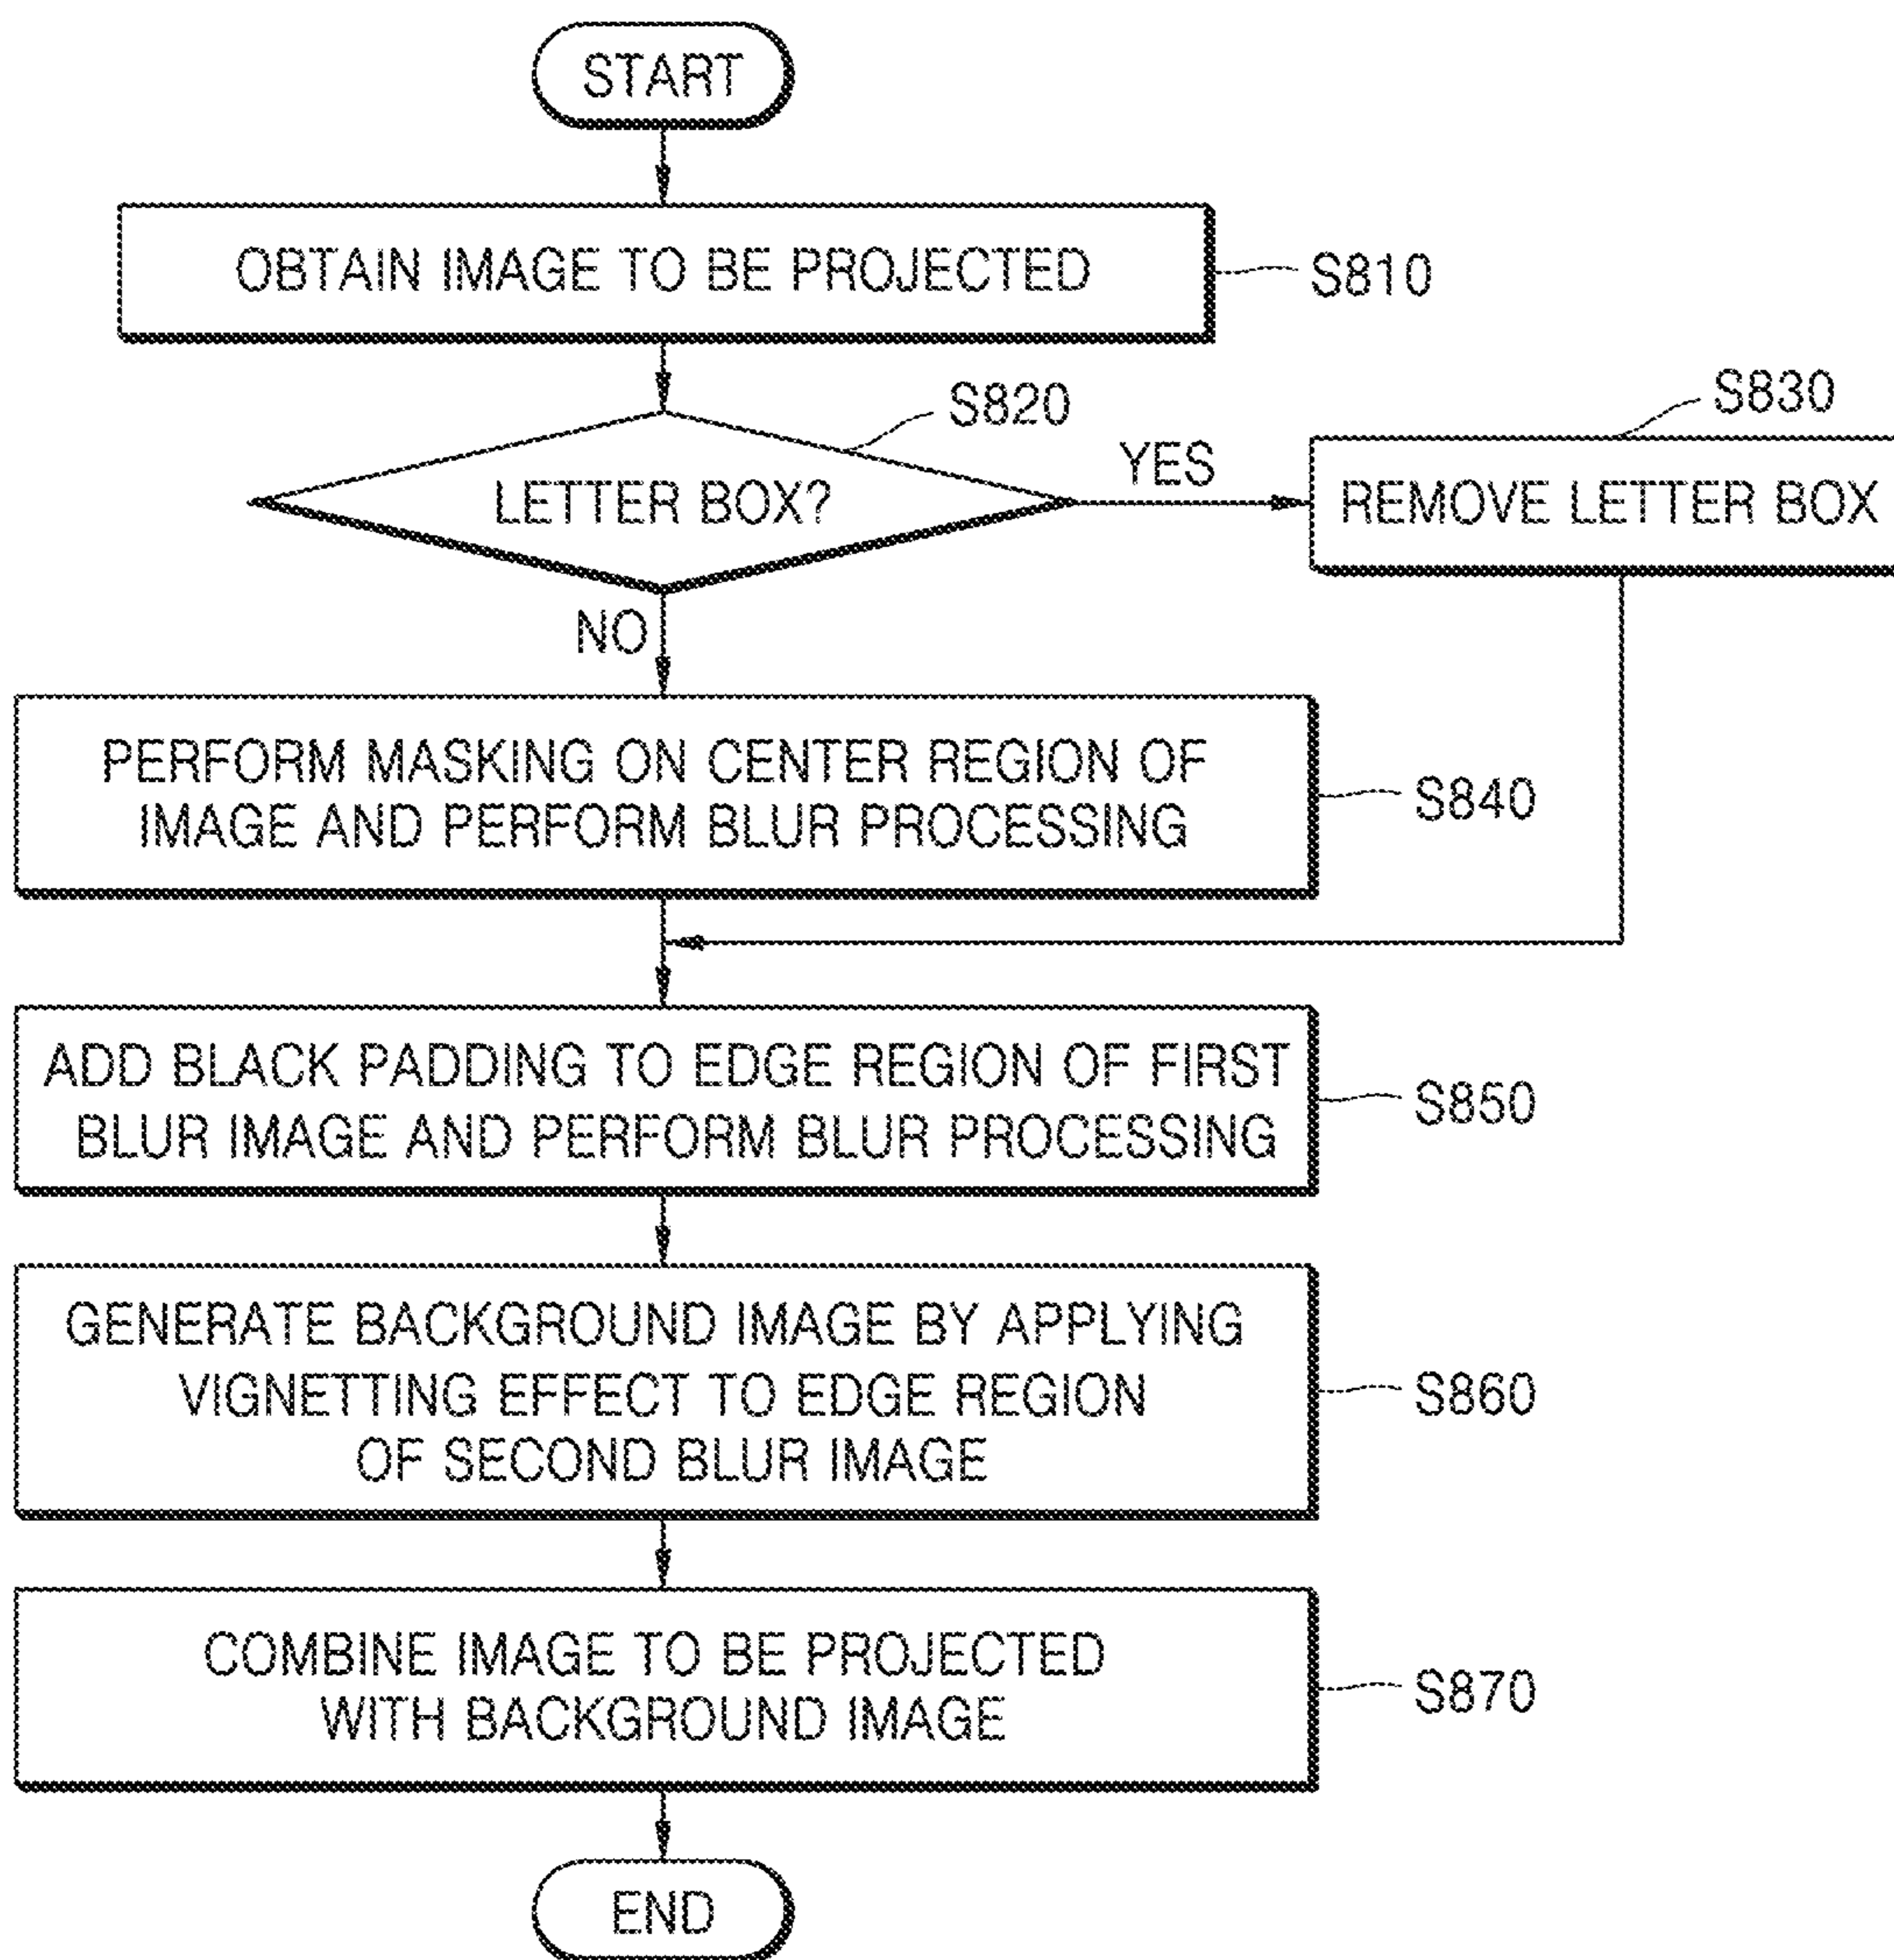 START
OBTAIN IMAGE TO BE PROJECTED
S810
S820
S830
LETTER BOX?
YES
REMOVE LETTER BOX
NO
PERFORM MASKING ON CENTER REGION OF
IMAGE AND PERFORM BLUR PROCESSING
S840
ADD BLACK PADDING TO EDGE REGION OF FIRST
BLUR IMAGE AND PERFORM BLUR PROCESSING
S850
GENERATE BACKGROUND IMAGE BY APPLYING
VIGNETTING EFFECT TO EDGE REGION
OF SECOND BLUR IMAGE
S860
COMBINE IMAGE TO BE PROJECTED
WITH BACKGROUND IMAGE
S870
END